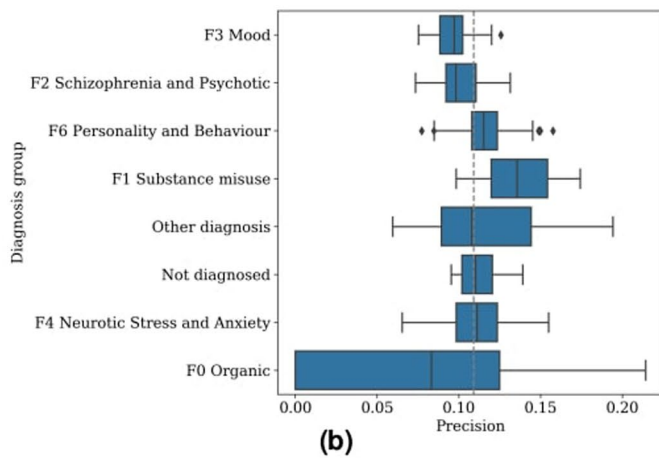 F3 Mood
F2 Schizophrenia and Psychotic
F6 Personality and Behaviour
F1 Substance misuse
Other diagnosis
Not diagnosed
F4 Neurotic Stress and Anxiety
F0 Organic
Diagnosis group
0.00 0.05 0.10 0.15 0.20
Precision
(b)